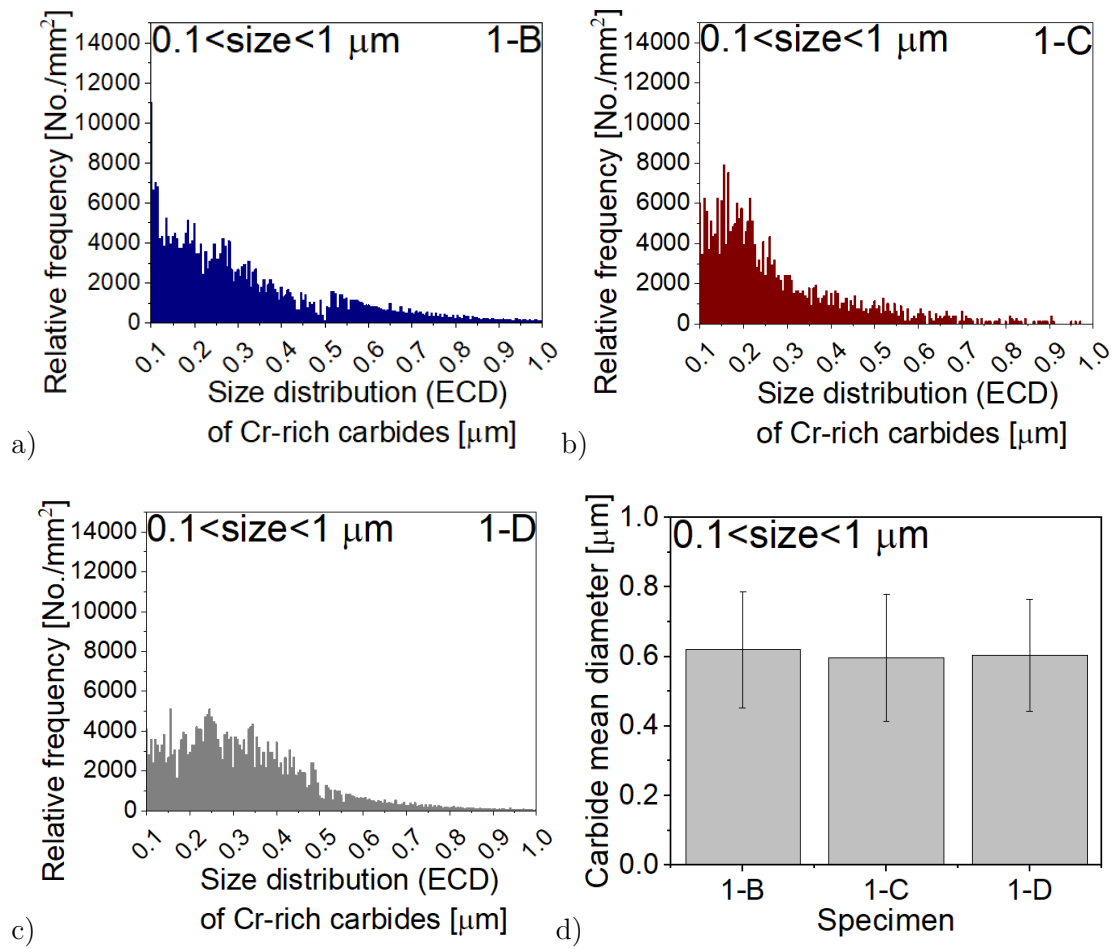 0.1<size<1 μm 1-B
Relative frequency [No./mm²]
14000
12000
10000
8000
6000
4000
2000
0
0.1 0.2 0.3 0.4 0.5 0.6 0.7 0.8 0.9 1.0
Size distribution (ECD)
of Cr-rich carbides [μm]
a)
0.1<size<1 μm 1-C
Relative frequency [No./mm²]
14000
12000
10000
8000
6000
4000
2000
0
0.1 0.2 0.3 0.4 0.5 0.6 0.7 0.8 0.9 1.0
Size distribution (ECD)
of Cr-rich carbides [μm]
b)
0.1<size<1 μm 1-D
Relative frequency [No./mm²]
14000
12000
10000
8000
6000
4000
2000
0
0.1 0.2 0.3 0.4 0.5 0.6 0.7 0.8 0.9 1.0
Size distribution (ECD)
of Cr-rich carbides [μm]
c)
0.1<size<1 μm
Carbide mean diameter [μm]
1.0
0.8
0.6
0.4
0.2
0.0
1-B 1-C 1-D
Specimen
d)